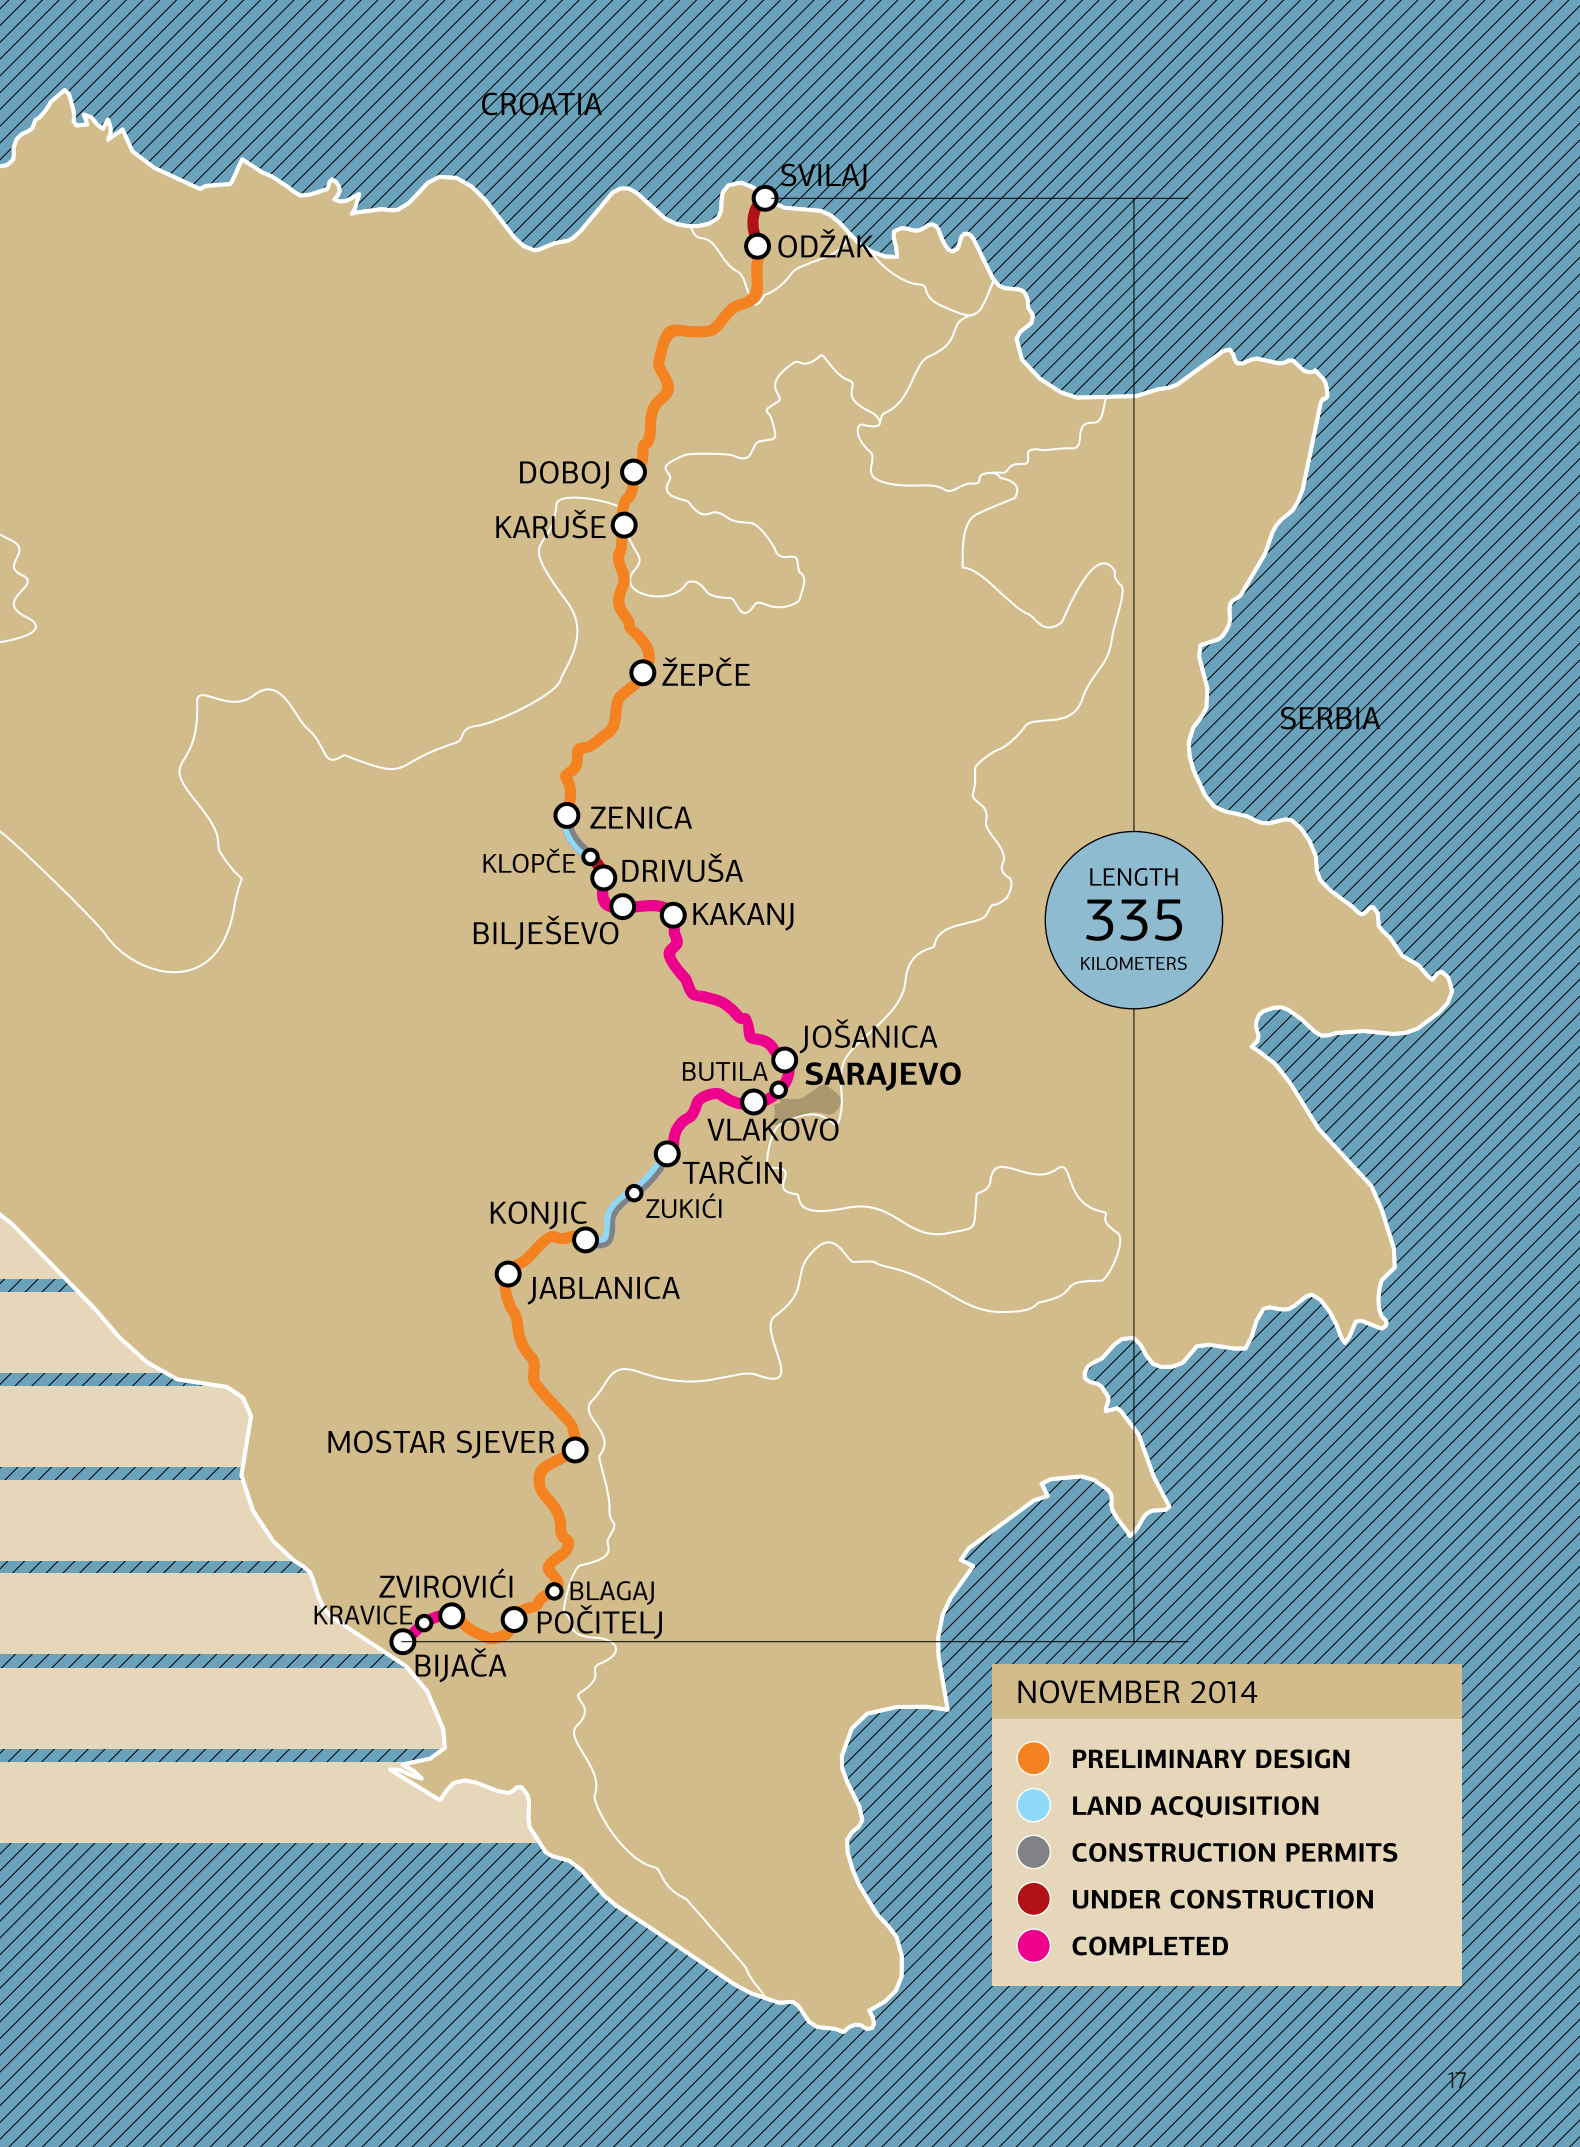 CROATIA
SVILAJ
ODŽAK
DOBOJ
KARUŠE
ŽEPČE
SERBIA
ZENICA
KLOPČE
DRIVUŠA
BILJEŠEVO
KAKANJ
LENGTH
335
KILOMETERS
JOŠANICA
BUTILA
SARAJEVO
VLAKOVO
TARČIN
ZUKIĆI
KONJIC
JABLANICA
MOSTAR SJEVER
ZVIROVIĆI
BLAGAJ
KRAVICE
POČITELJ
BIJAČA
NOVEMBER 2014
PRELIMINARY DESIGN
LAND ACQUISITION
CONSTRUCTION PERMITS
UNDER CONSTRUCTION
COMPLETED
17